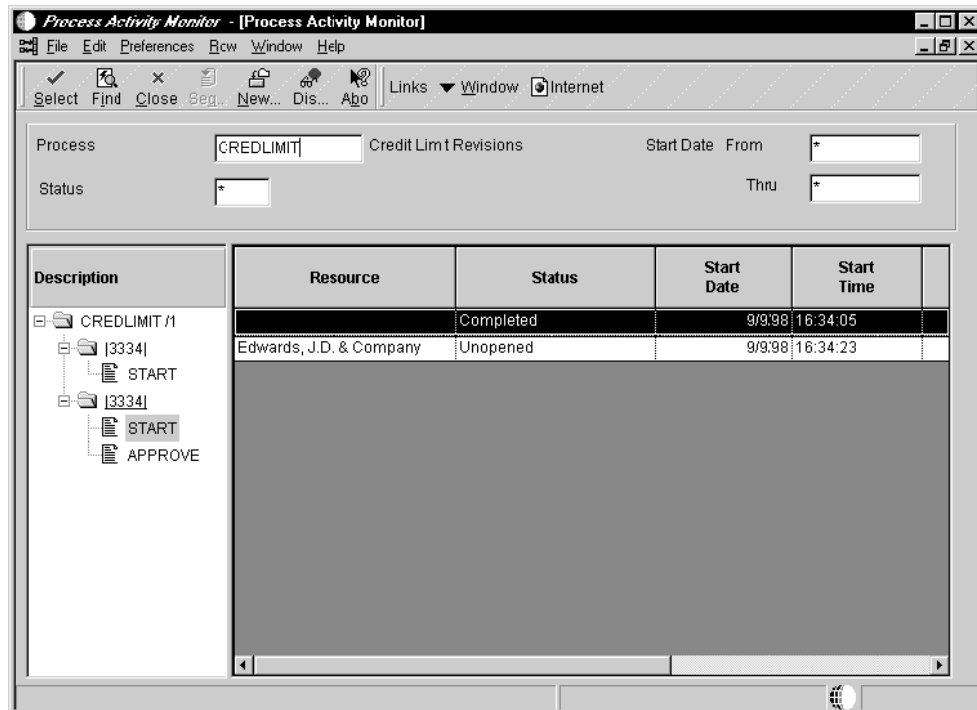 Process Activity Monitor - [Process Activity Monitor]
File Edit Preferences Row Window Help
Select Find Close Seq... New... Dis... Abo Links Window Internet
Process CREDLIMIT Credit Limt Revisions Start Date From *
Status * Thru *
Description Resource Status Start Date Start Time
CREDLIMIT /1 Completed 9/9/98 16:34:05
|3334| Edwards, J.D. & Company Unopened 9/9/98 16:34:23
START
|3334|
START
APPROVE